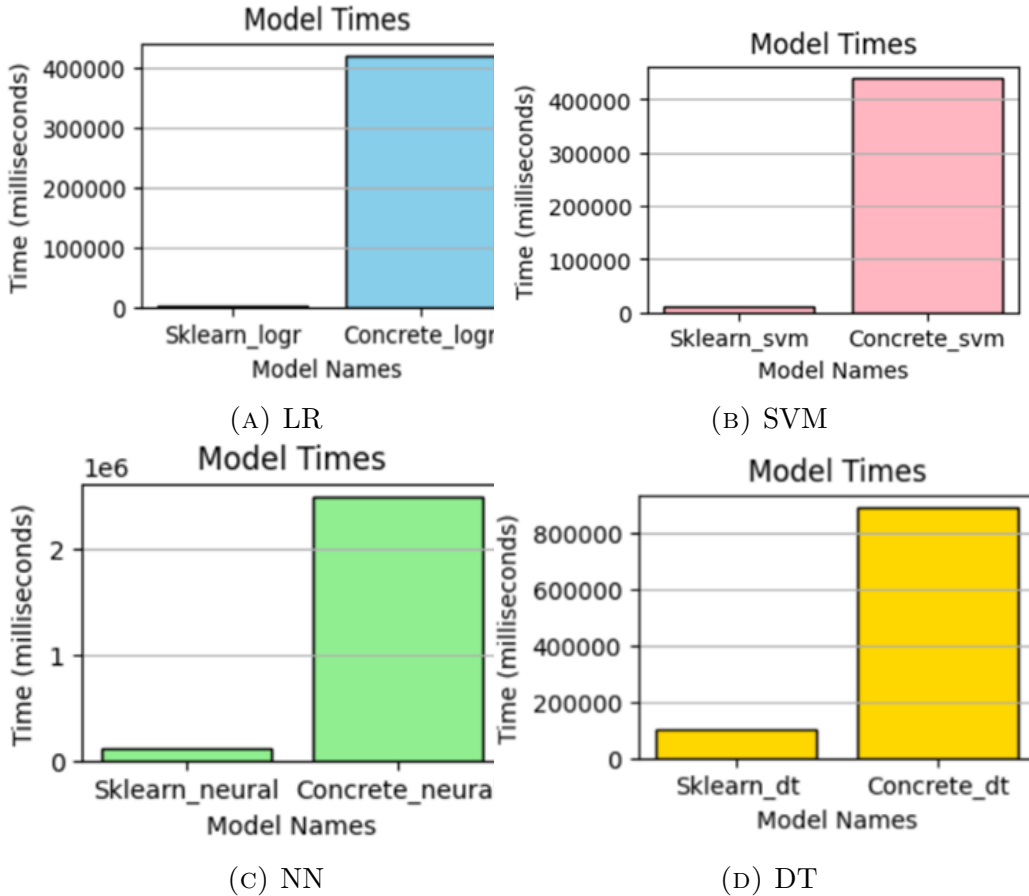 Model Times
Time (milliseconds)
400000
300000
200000
100000
0
Sklearn_logr Concrete_logr
Model Names
(A) LR
Model Times
Time (milliseconds)
400000
300000
200000
100000
0
Sklearn_svm Concrete_svm
Model Names
(B) SVM
1e6
Model Times
Time (milliseconds)
2
1
0
Sklearn_neural Concrete_neura
Model Names
(C) NN
Model Times
Time (milliseconds)
800000
600000
400000
200000
0
Sklearn_dt Concrete_dt
Model Names
(D) DT